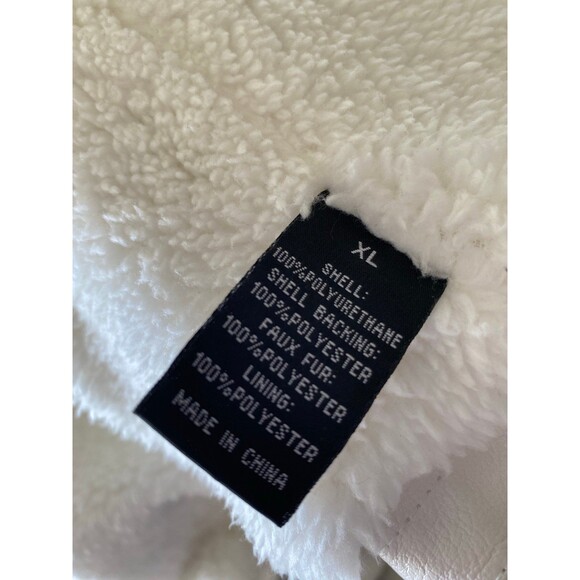 XL
SHELL:
100%POLYURETHANE
SHELL BACKING:
100%POLYESTER
FAUX FUR:
100%POLYESTER
LINING:
100%POLYESTER
MADE IN CHINA